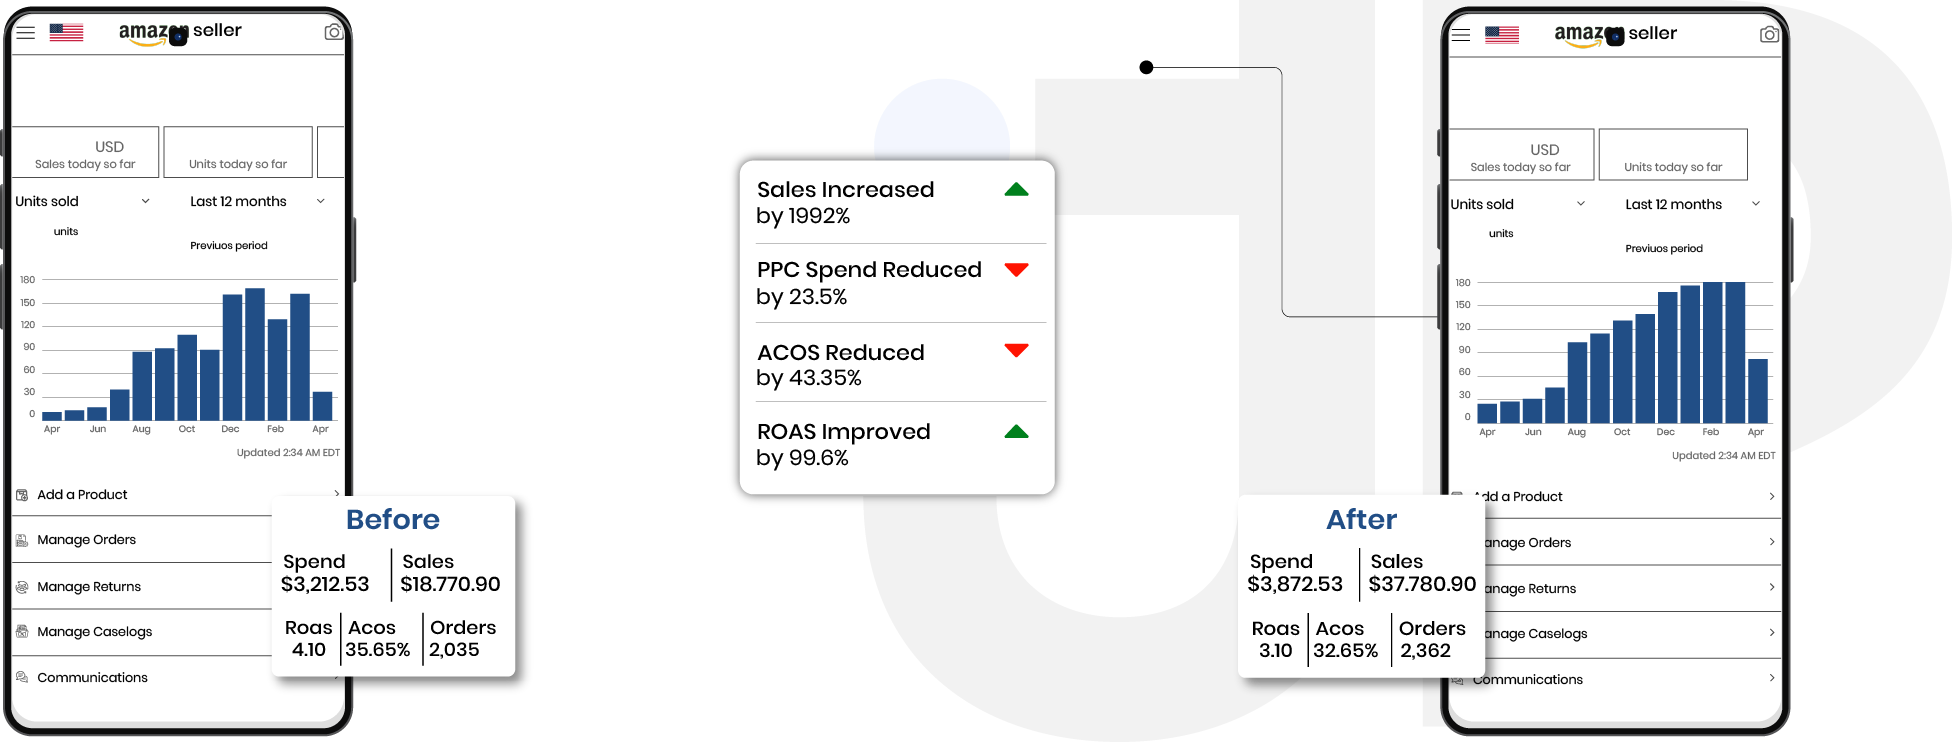 amazon seller
USD
Sales today so far
Units today so far
Units sold
Last 12 months
units
Previuos period
180
150
120
90
60
30
0
Apr Jun Aug Oct Dec Feb Apr
Updated 2:34 AM EDT
Add a Product
Manage Orders
Manage Returns
Manage Caselogs
Communications
Before
Spend Sales
$3,212.53 $18.770.90
Roas Acos Orders
4.10 35.65% 2,035
Sales Increased
by 1992%
PPC Spend Reduced
by 23.5%
ACOS Reduced
by 43.35%
ROAS Improved
by 99.6%
amazon seller
USD
Sales today so far
Units today so far
Units sold
Last 12 months
units
Previuos period
180
150
120
90
60
30
0
Apr Jun Aug Oct Dec Feb Apr
Updated 2:34 AM EDT
Add a Product
anage Orders
anage Returns
anage Caselogs
Communications
After
Spend Sales
$3,872.53 $37.780.90
Roas Acos Orders
3.10 32.65% 2,362